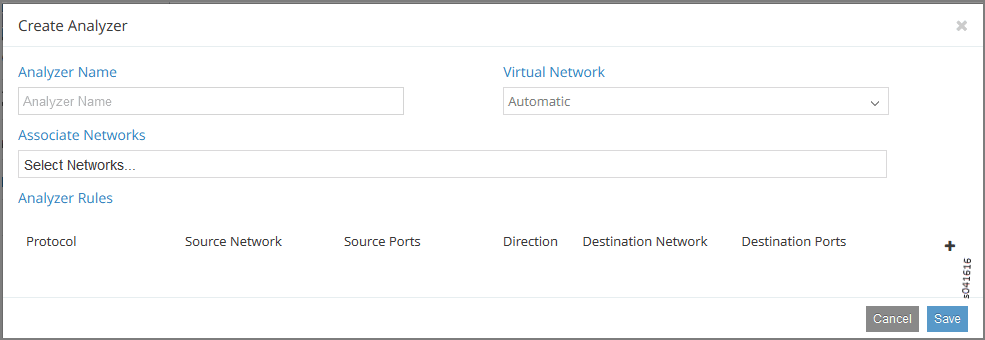 Create Analyzer
Analyzer Name Virtual Network
Analyzer Name Automatic
Associate Networks
Select Networks...
Analyzer Rules
Protocol Source Network Source Ports Direction Destination Network Destination Ports
s041616
Cancel Save